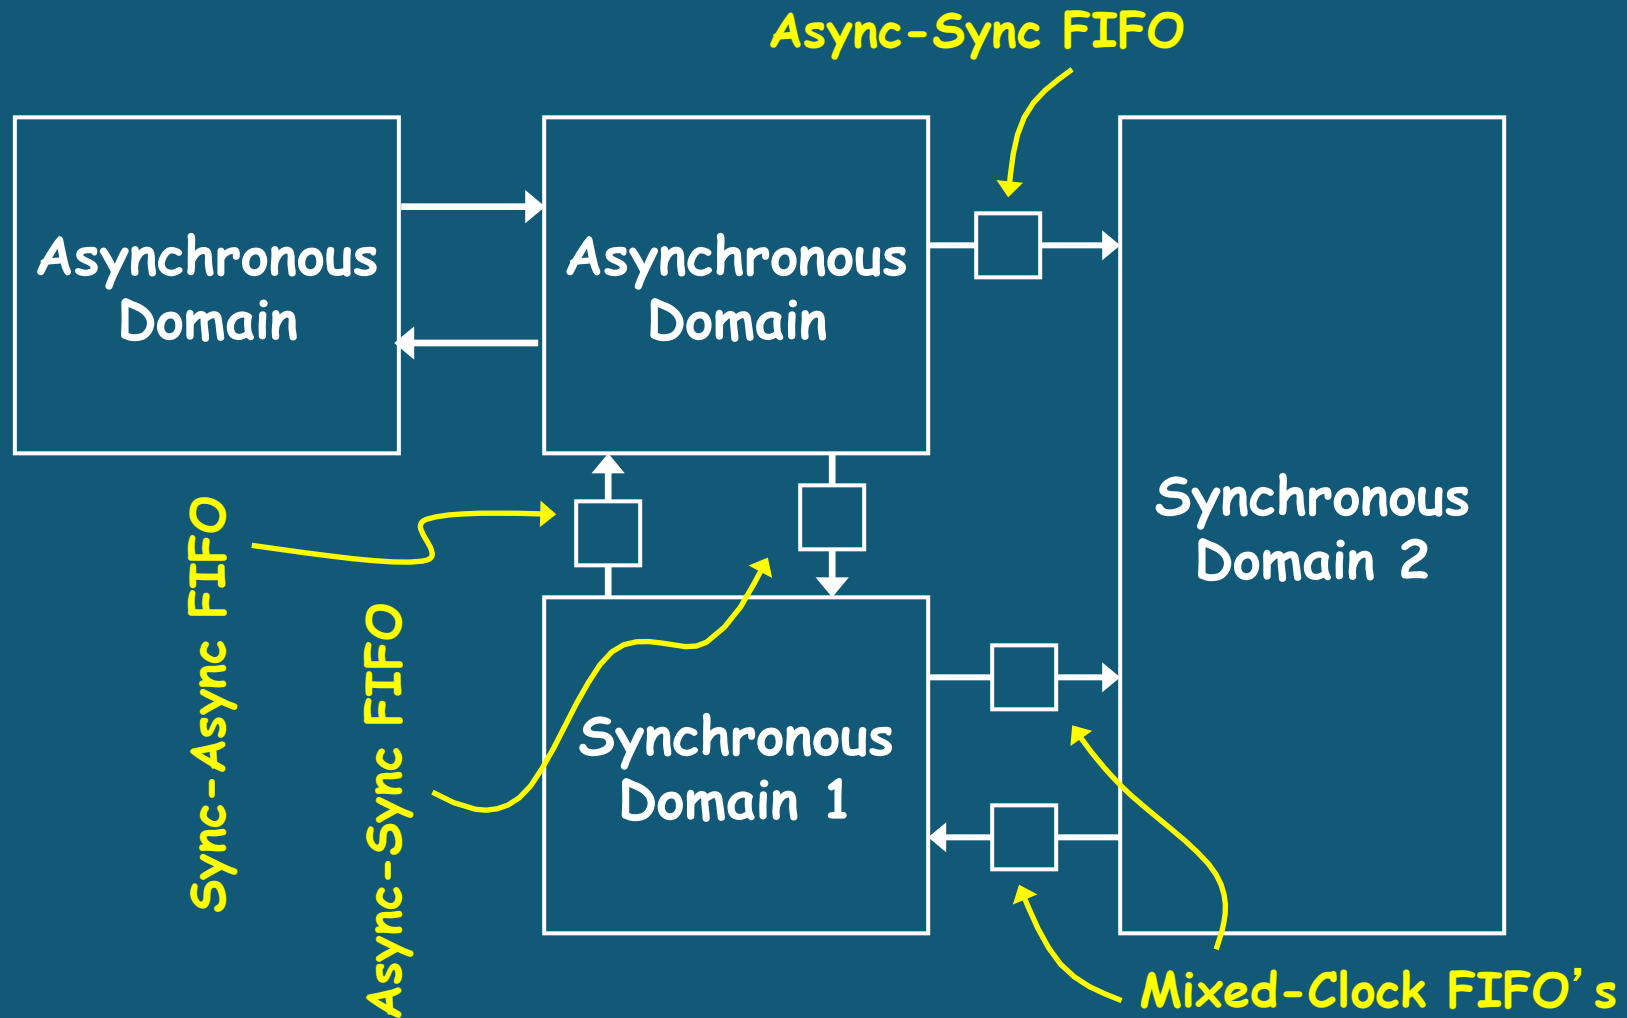 Async-Sync FIFO
Asynchronous
Domain
Asynchronous
Domain
Synchronous
Domain 2
Sync-Async FIFO
Async-Sync FIFO
Synchronous
Domain 1
Mixed-Clock FIFO's